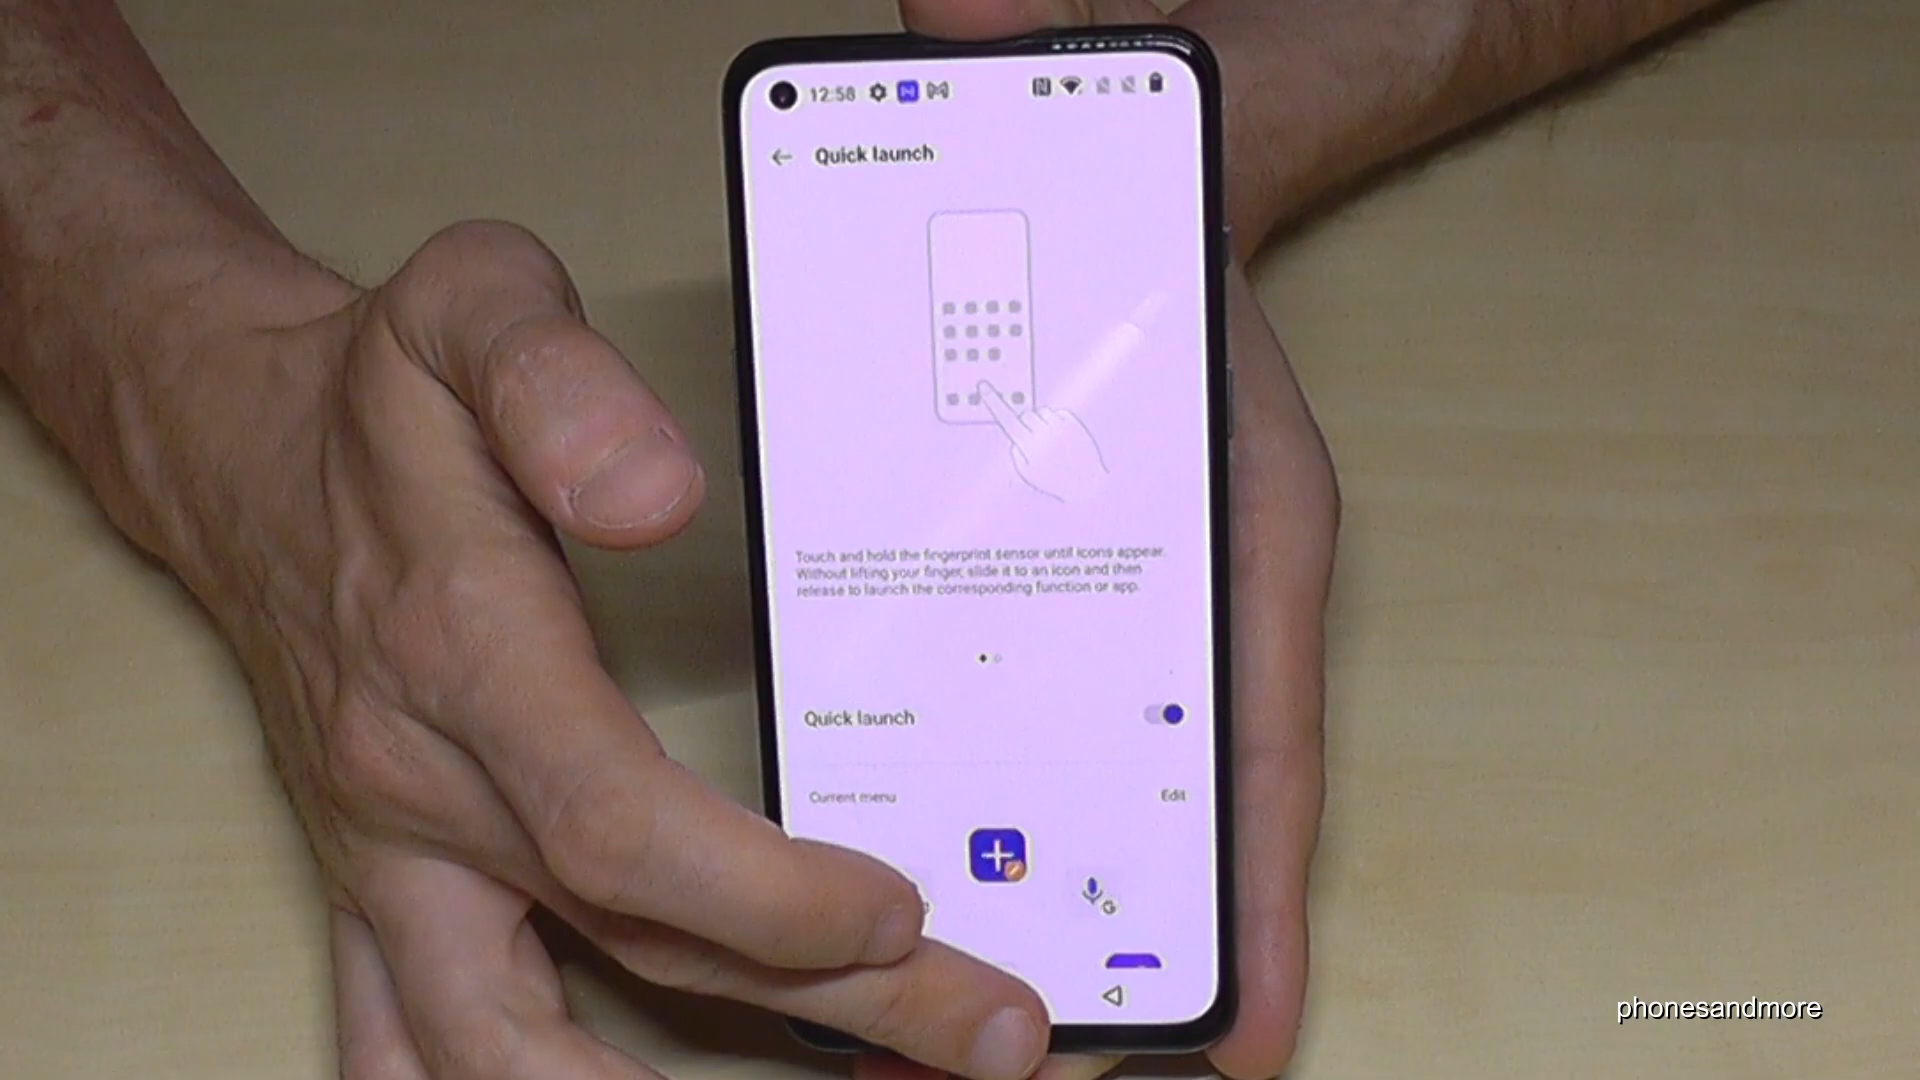 12:58
Quick launch
Touch and hold the fingerprint sensor until icons appear.
Without lifting your finger, slide it to an icon and then
release to launch the corresponding function or app.
Quick launch
Current menu
Edit
phonesandmore